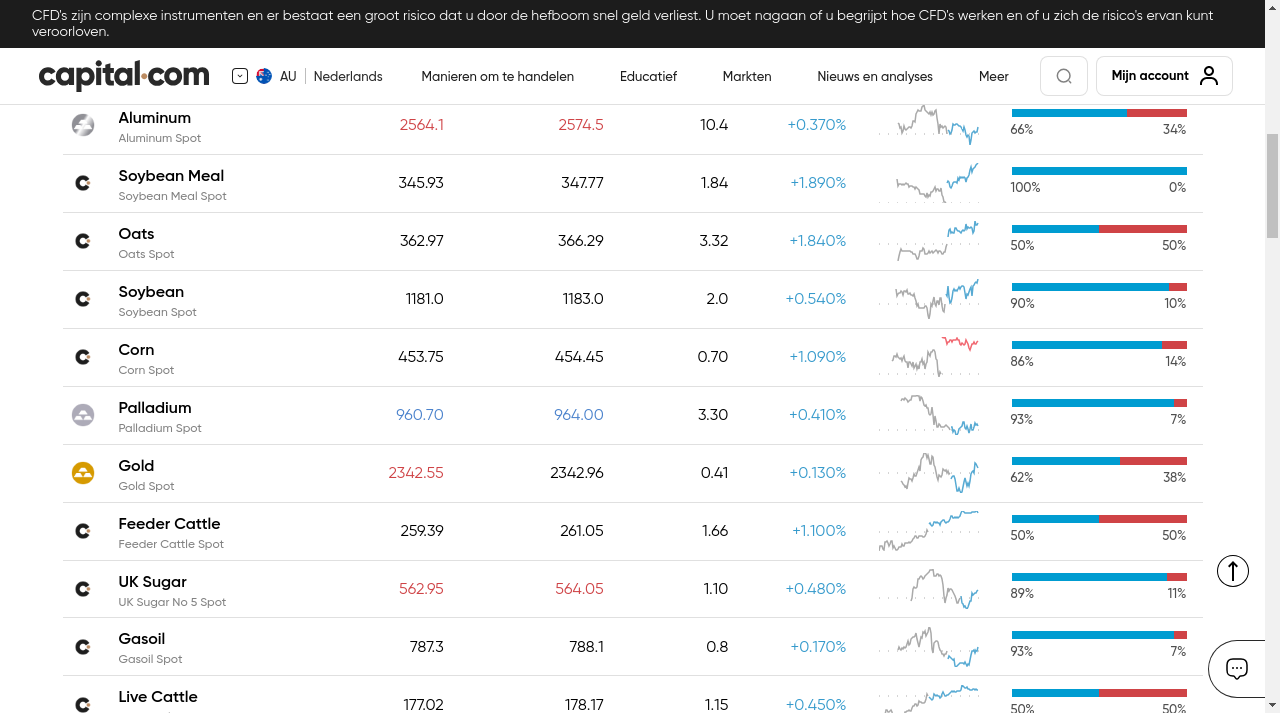 CFD's zijn complexe instrumenten en er bestaat een groot risico dat u door de hefboom snel geld verliest. U moet nagaan of u begrijpt hoe CFD's werken en of u zich de risico's ervan kunt
veroorloven.
capital.com AU Nederlands Manieren om te handelen Educatief Markten Nieuws en analyses Meer Mijn account
Aluminum 2564.1 2574.5 10.4 +0.370%
Aluminum Spot 66% 34%
Soybean Meal 345.93 347.77 1.84 +1.890%
Soybean Meal Spot 100% 0%
Oats 362.97 366.29 3.32 +1.840%
Oats Spot 50% 50%
Soybean 1181.0 1183.0 2.0 +0.540%
Soybean Spot 90% 10%
Corn 453.75 454.45 0.70 +1.090%
Corn Spot 86% 14%
Palladium 960.70 964.00 3.30 +0.410%
Palladium Spot 93% 7%
Gold 2342.55 2342.96 0.41 +0.130%
Gold Spot 62% 38%
Feeder Cattle 259.39 261.05 1.66 +1.100%
Feeder Cattle Spot 50% 50%
UK Sugar 562.95 564.05 1.10 +0.480%
UK Sugar No 5 Spot 89% 11%
Gasoil 787.3 788.1 0.8 +0.170%
Gasoil Spot 93% 7%
Live Cattle 177.02 178.17 1.15 +0.450%
50% 50%